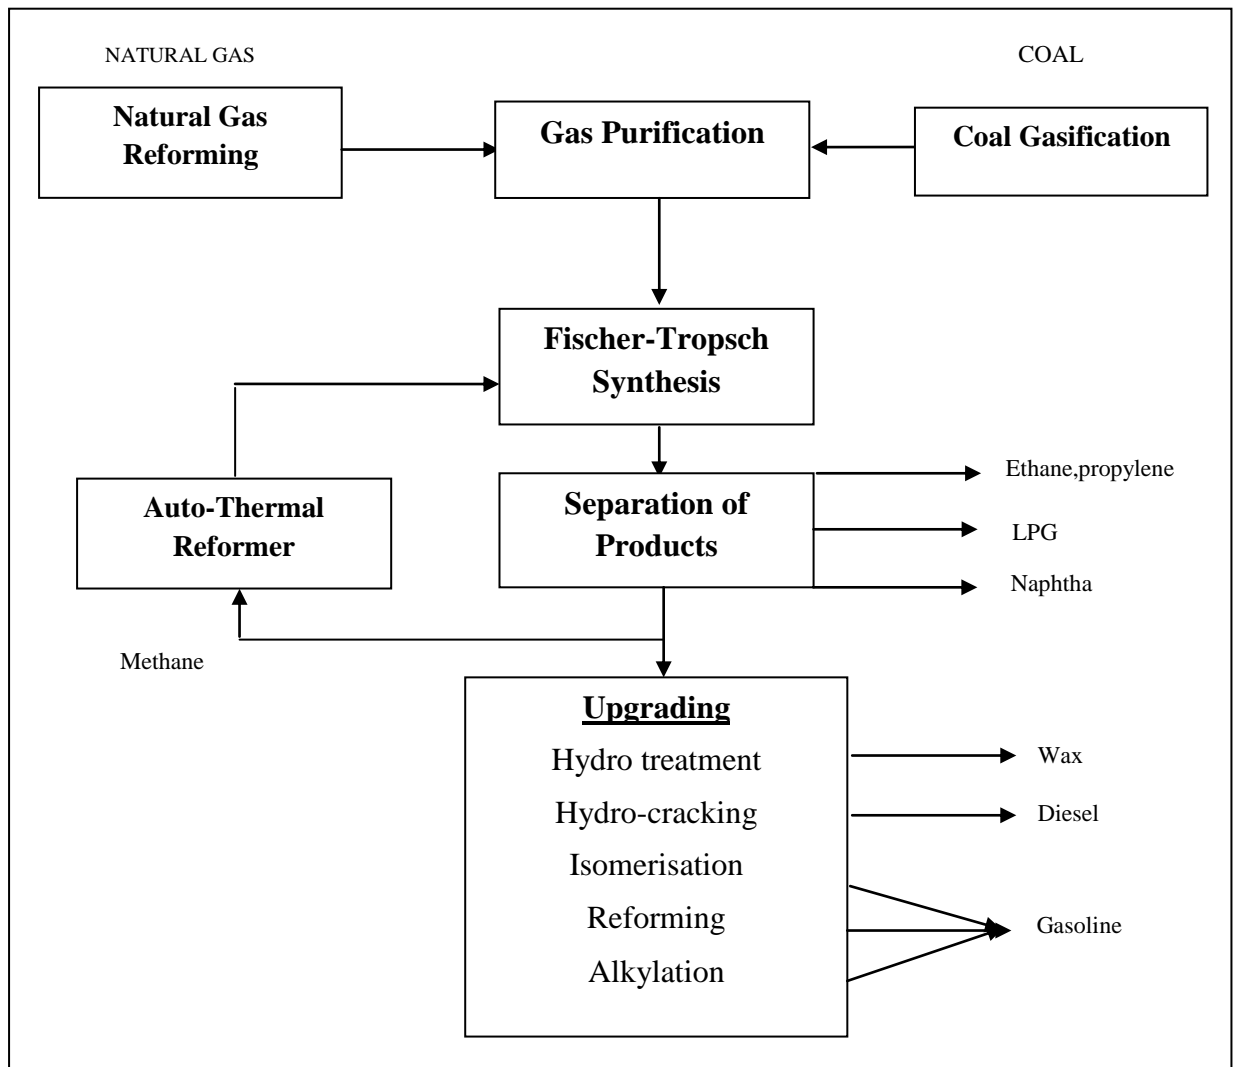 NATURAL GAS
COAL
Natural Gas
Reforming
Gas Purification
Coal Gasification
Fischer-Tropsch
Synthesis
Auto-Thermal
Reformer
Separation of
Products
Ethane,propylene
LPG
Naphtha
Methane
Upgrading
Hydro treatment
Hydro-cracking
Isomerisation
Reforming
Alkylation
Wax
Diesel
Gasoline